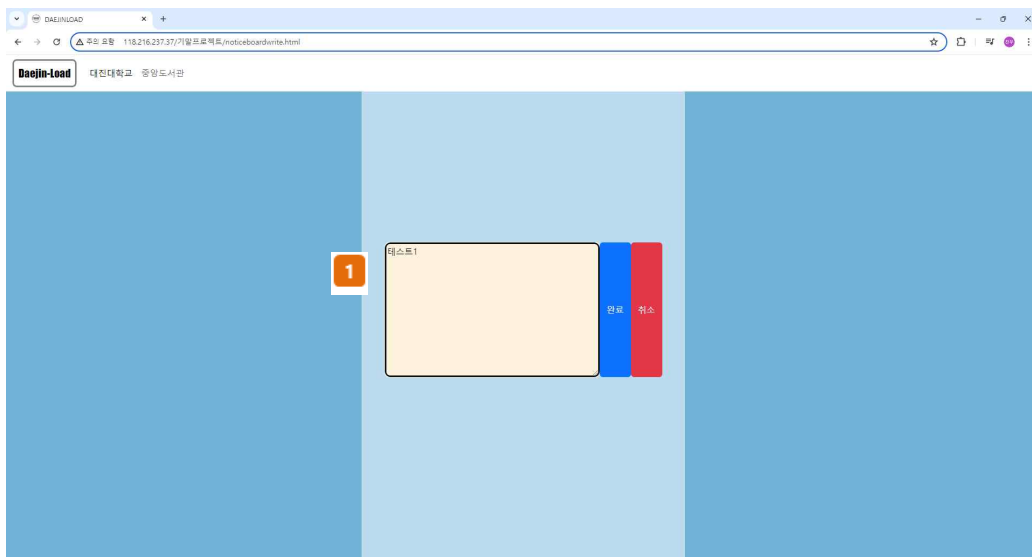 DAEJINLOAD
주의 요함 118.216.237.37/기말프로젝트/noticeboardwrite.html
Daejin-Load 대진대학교 중앙도서관
테스트1
1
완료 취소